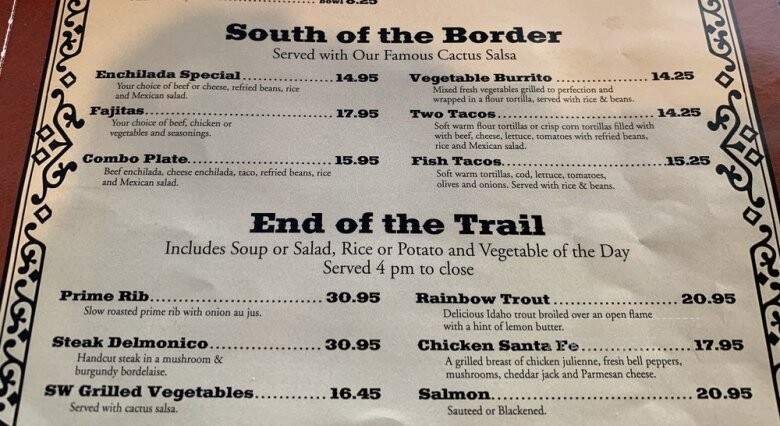 Bowl 8.25
South of the Border
Served with Our Famous Cactus Salsa
Enchilada Special..................14.95
Your choice of beef or cheese, refried beans, rice
and Mexican salad.
Fajitas.....................................17.95
Your choice of beef, chicken or
vegetables and seasonings.
Combo Plate............................15.95
Beef enchilada, cheese enchilada, taco, refried beans, rice
and Mexican salad.
Vegetable Burrito ..................14.25
Mixed fresh vegetables grilled to perfection and
wrapped in a flour tortilla, served with rice & beans.
Two Tacos...............................14.25
Soft warm flour tortillas or crisp corn tortillas filled with
with beef, cheese, lettuce, tomatoes with refried beans,
rice and Mexican salad.
Fish Tacos...............................15.25
Soft warm tortillas, cod, lettuce, tomatoes,
olives and onions. Served with rice & beans.
End of the Trail
Includes Soup or Salad, Rice or Potato and Vegetable of the Day
Served 4 pm to close
Prime Rib.................................30.95
Slow roasted prime rib with onion au jus.
Steak Delmonico......................30.95
Handcut steak in a mushroom &
burgundy bordelaise.
SW Grilled Vegetables.............16.45
Served with cactus salsa.
Rainbow Trout.......................20.95
Delicious Idaho trout broiled over an open flame
with a hint of lemon butter.
Chicken Santa Fe.....................17.95
A grilled breast of chicken julienne, fresh bell peppers,
mushrooms, cheddar jack and Parmesan cheese.
Salmon.....................................20.95
Sauteed or Blackened.